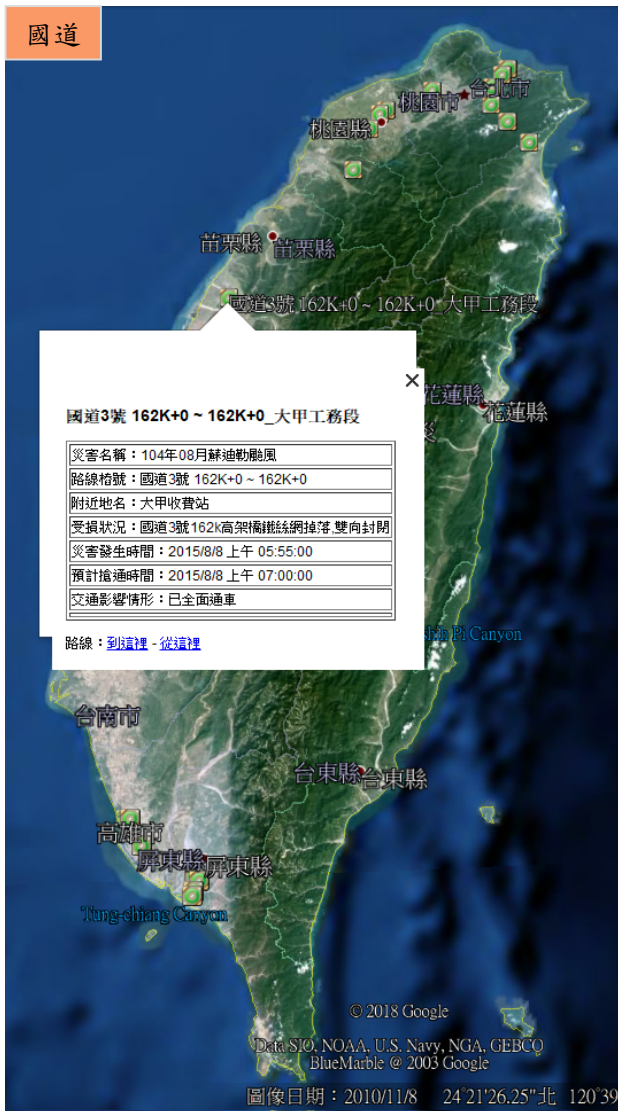 國道
台北市
桃園市
桃園縣
苗栗縣
苗栗縣
國道3號 162K+0 ~ 162K+0_大甲工務段
花蓮縣
花蓮縣
災
國道3號 162K+0 ~ 162K+0_大甲工務段
災害名稱：104年08月蘇迪勒颱風
路線樁號：國道3號 162K+0 ~ 162K+0
附近地名：大甲收費站
受損狀況：國道3號162k高架橋鐵絲網掉落,雙向封閉
災害發生時間：2015/8/8 上午 05:55:00
預計搶通時間：2015/8/8 上午 07:00:00
交通影響情形：已全面通車
路線：到這裡 - 從這裡
Pi Canyon
台南市
台東縣
台東縣
高雄市
屏東縣
屏東縣
Tung-chiang Canyon
© 2018 Google
Data SIO, NOAA, U.S. Navy, NGA, GEBCO
BlueMarble @ 2003 Google
圖像日期：2010/11/8 24°21'26.25"北 120°39